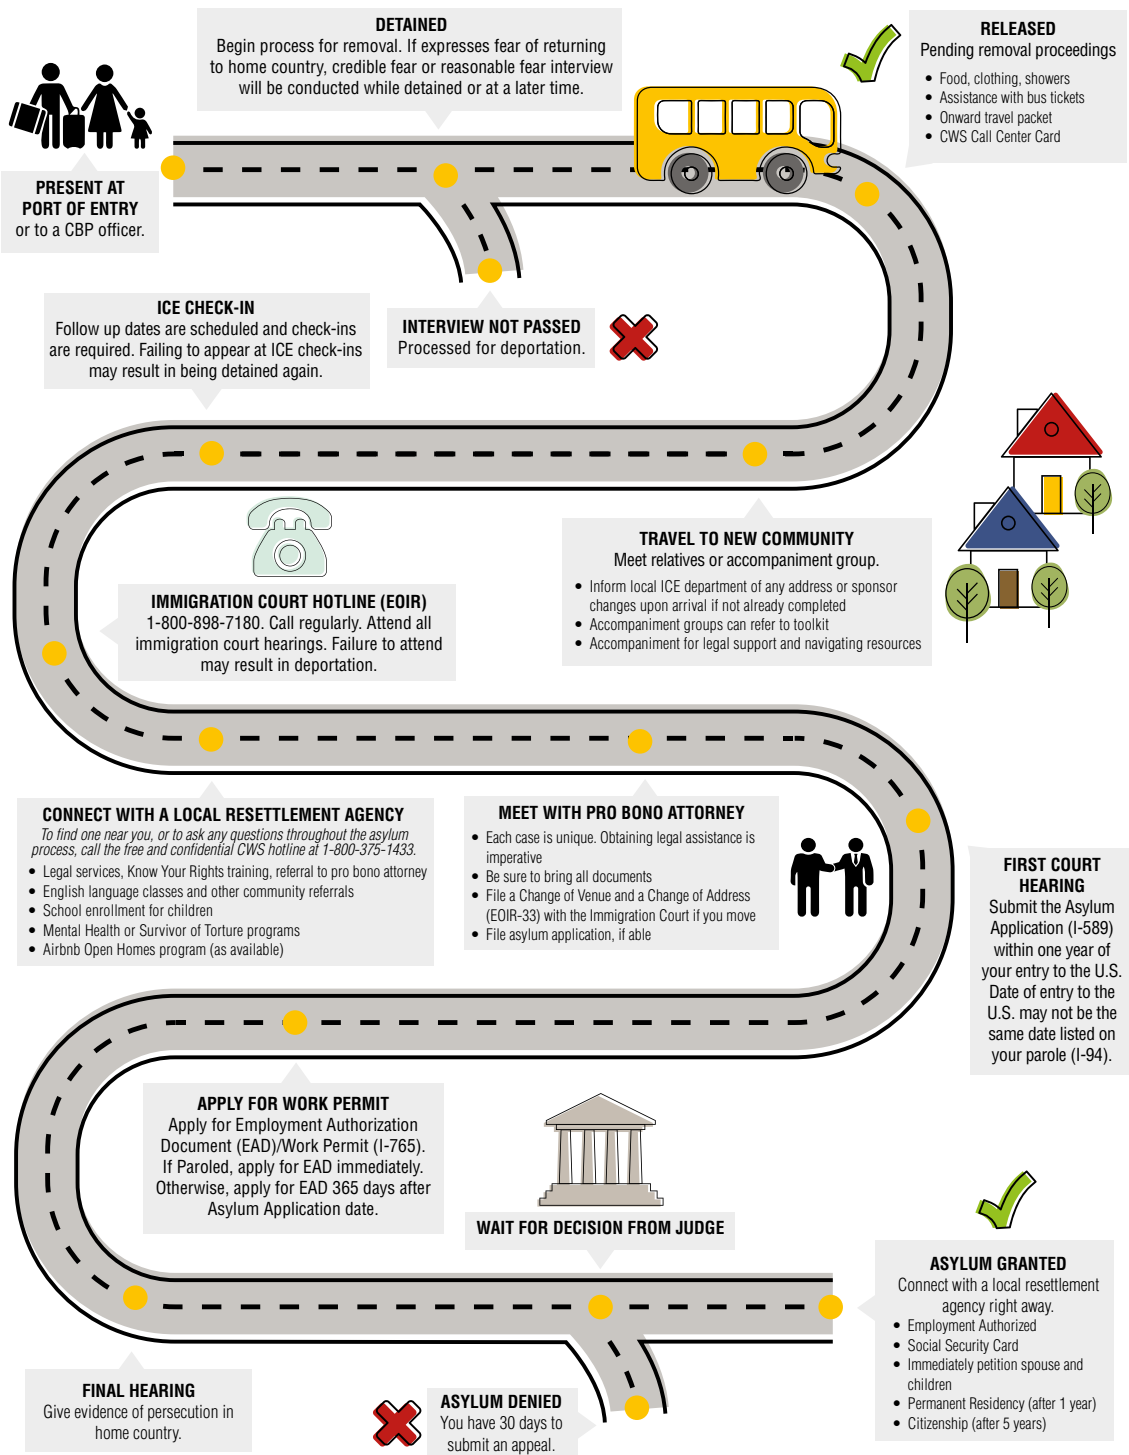 DETAINED
Begin process for removal. If expresses fear of returning
to home country, credible fear or reasonable fear interview
will be conducted while detained or at a later time.
RELEASED
Pending removal proceedings
• Food, clothing, showers
• Assistance with bus tickets
• Onward travel packet
• CWS Call Center Card
PRESENT AT
PORT OF ENTRY
or to a CBP officer.
INTERVIEW NOT PASSED
Processed for deportation.
ICE CHECK-IN
Follow up dates are scheduled and check-ins
are required. Failing to appear at ICE check-ins
may result in being detained again.
TRAVEL TO NEW COMMUNITY
Meet relatives or accompaniment group.
• Inform local ICE department of any address or sponsor
changes upon arrival if not already completed
• Accompaniment groups can refer to toolkit
• Accompaniment for legal support and navigating resources
IMMIGRATION COURT HOTLINE (EOIR)
1-800-898-7180. Call regularly. Attend all
immigration court hearings. Failure to attend
may result in deportation.
CONNECT WITH A LOCAL RESETTLEMENT AGENCY
To find one near you, or to ask any questions throughout the asylum
process, call the free and confidential CWS hotline at 1-800-375-1433.
• Legal services, Know Your Rights training, referral to pro bono attorney
• English language classes and other community referrals
• School enrollment for children
• Mental Health or Survivor of Torture programs
• Airbnb Open Homes program (as available)
MEET WITH PRO BONO ATTORNEY
• Each case is unique. Obtaining legal assistance is
imperative
• Be sure to bring all documents
• File a Change of Venue and a Change of Address
(EOIR-33) with the Immigration Court if you move
• File asylum application, if able
FIRST COURT
HEARING
Submit the Asylum
Application (I-589)
within one year of
your entry to the U.S.
Date of entry to the
U.S. may not be the
same date listed on
your parole (I-94).
APPLY FOR WORK PERMIT
Apply for Employment Authorization
Document (EAD)/Work Permit (I-765).
If Paroled, apply for EAD immediately.
Otherwise, apply for EAD 365 days after
Asylum Application date.
WAIT FOR DECISION FROM JUDGE
ASYLUM GRANTED
Connect with a local resettlement
agency right away.
• Employment Authorized
• Social Security Card
• Immediately petition spouse and
children
• Permanent Residency (after 1 year)
• Citizenship (after 5 years)
FINAL HEARING
Give evidence of persecution in
home country.
ASYLUM DENIED
You have 30 days to
submit an appeal.